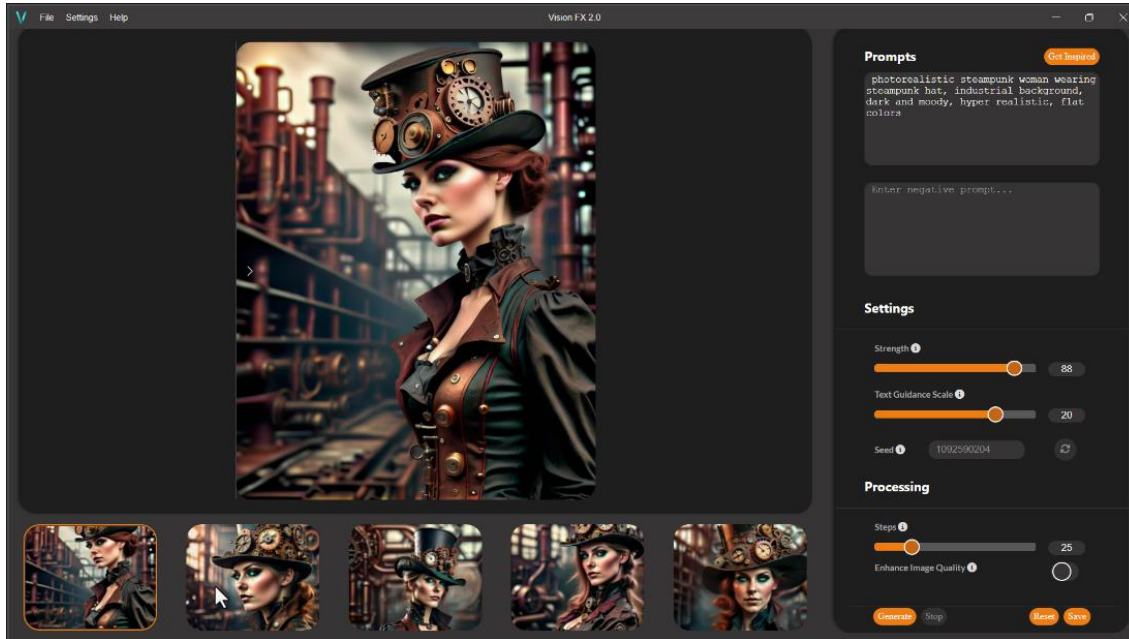 File Settings Help
Vision FX 2.0
Prompts
Get Inspired
photorealistic steampunk woman wearing
steampunk hat, industrial background,
dark and moody, hyper realistic, flat
colors
Enter negative prompt...
Settings
Strength
88
Text Guidance Scale
20
Seed
1092590204
Processing
Steps
25
Enhance Image Quality
Generate Stop
Reset Save